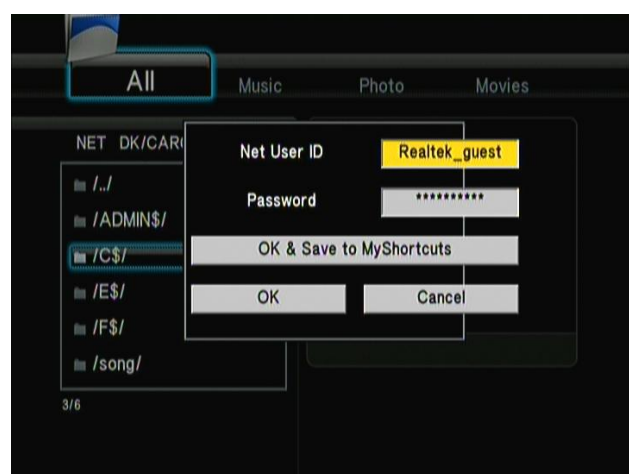 All Music Photo Movies
NET DK/CAR
Net User ID Realtek_guest
/../
Password **********
/ADMIN$/
/C$/
OK & Save to MyShortcuts
/E$/
OK Cancel
/F$/
/song/
3/6